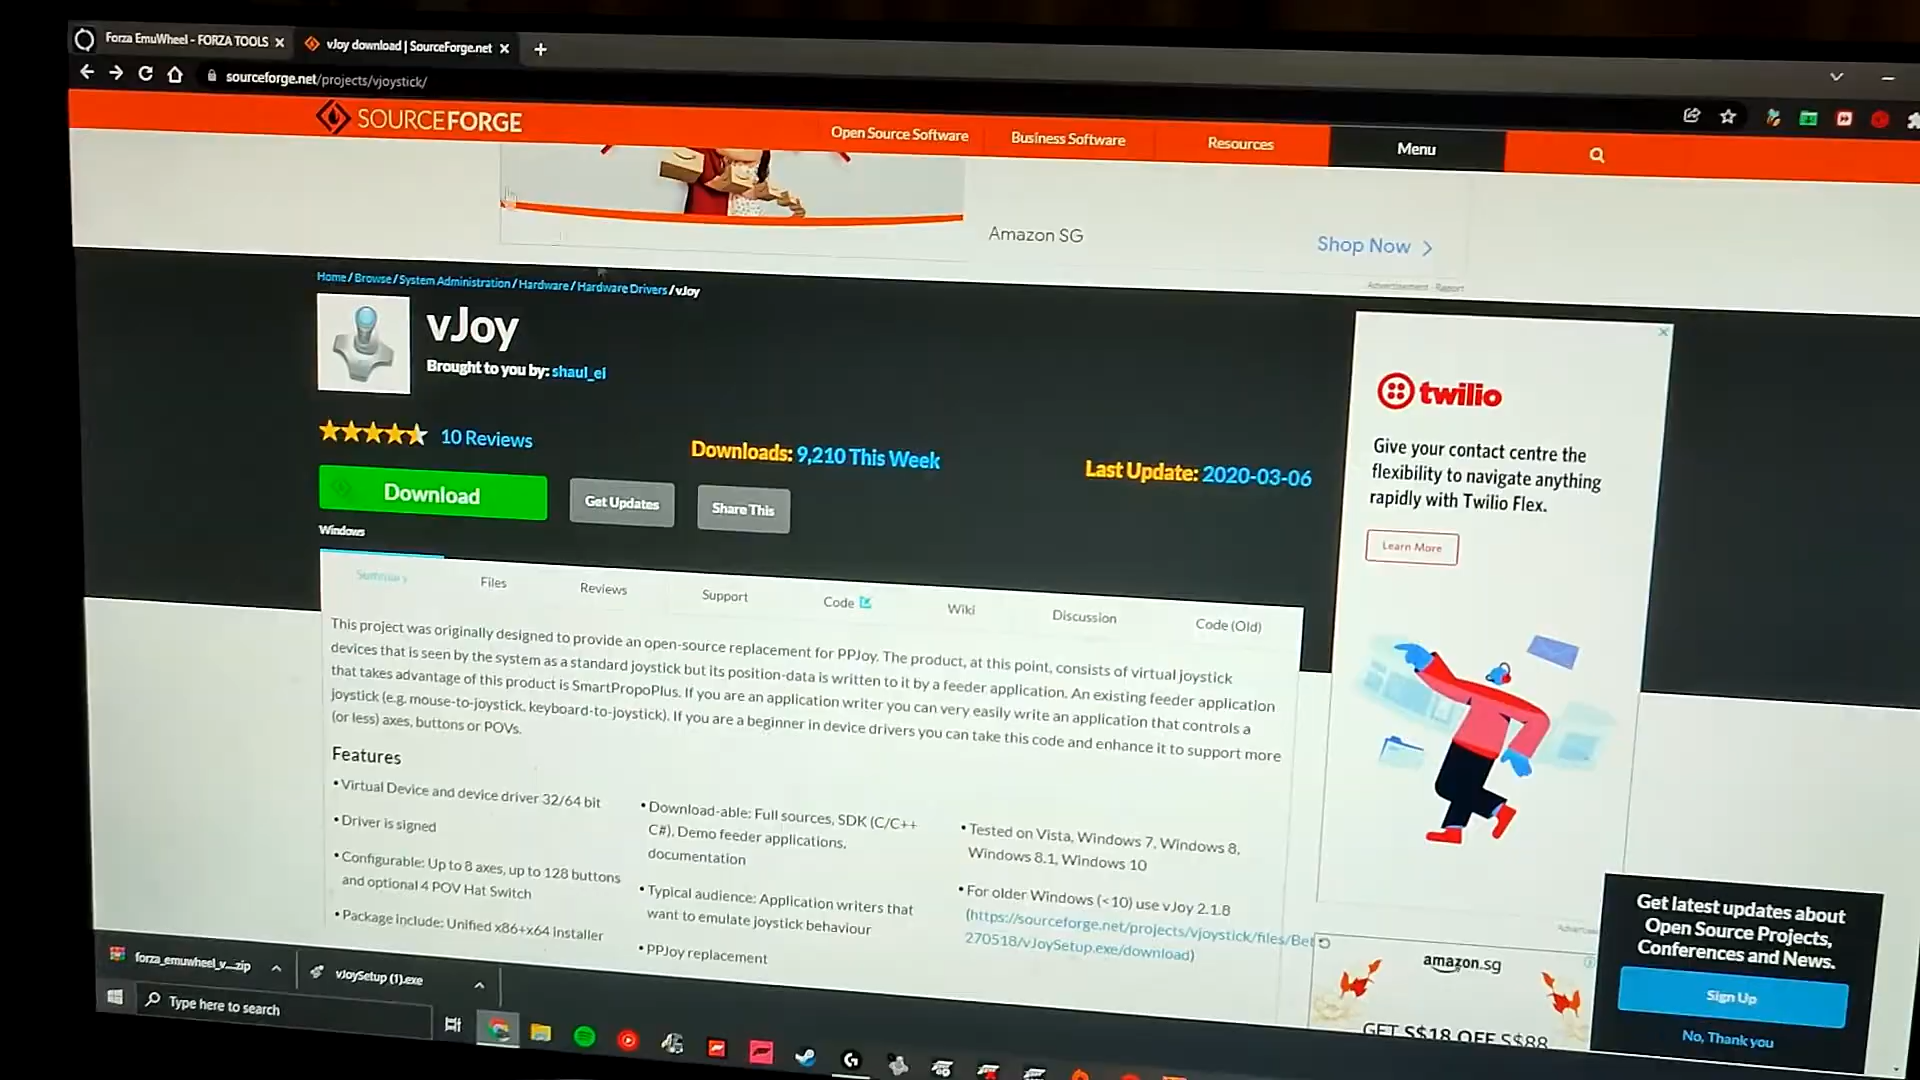 Forza EmuWheel - FORZA TOOLS
vJoy download | SourceForge.net
sourceforge.net/projects/vjoystick/
SOURCEFORGE
Open Source Software
Business Software
Resources
Menu
Amazon SG
Shop Now
Advertisement - Report
Home / Browse / System Administration / Hardware / Hardware Drivers / vJoy
vJoy
Brought to you by: shaul_ei
10 Reviews
Downloads: 9,210 This Week
Last Update: 2020-03-06
Download
Get Updates
Share This
Windows
Summary
Files
Reviews
Support
Code
Wiki
Discussion
Code (Old)
This project was originally designed to provide an open-source replacement for PPJoy. The product, at this point, consists of virtual joystick
devices that is seen by the system as a standard joystick but its position-data is written to it by a feeder application. An existing feeder application
that takes advantage of this product is SmartPropoPlus. If you are an application writer you can very easily write an application that controls a
joystick (e.g. mouse-to-joystick, keyboard-to-joystick). If you are a beginner in device drivers you can take this code and enhance it to support more
(or less) axes, buttons or POVs.
Features
• Virtual Device and device driver 32/64 bit
• Driver is signed
• Configurable: Up to 8 axes, up to 128 buttons
and optional 4 POV Hat Switch
• Package include: Unified x86+x64 installer
• Download-able: Full sources, SDK (C/C++
C#), Demo feeder applications,
documentation
• Typical audience: Application writers that
want to emulate joystick behaviour
• PPJoy replacement
• Tested on Vista, Windows 7, Windows 8,
Windows 8.1, Windows 10
• For older Windows (<10) use vJoy 2.1.8
(https://sourceforge.net/projects/vjoystick/files/Bet
270518/vJoySetup.exe/download)
twilio
Give your contact centre the
flexibility to navigate anything
rapidly with Twilio Flex.
Learn More
amazon.sg
GET S$18 OFF S$88
Get latest updates about
Open Source Projects,
Conferences and News.
Sign Up
No, Thank you
forza_emuwheel_v....zip
vJoySetup (1).exe
Type here to search